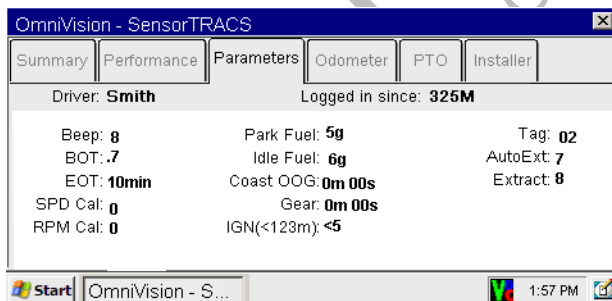 OmniVision - SensorTRACS
Summary Performance Parameters Odometer PTO Installer
Driver: Smith Logged in since: 325M
Beep: 8 Park Fuel: 5g Tag: 02
BOT: .7 Idle Fuel: 6g AutoExt: 7
EOT: 10min Coast OOG: 0m 00s Extract: 8
SPD Cal: 0 Gear: 0m 00s
RPM Cal: 0 IGN(<123m): <5
Start OmniVision - S... 1:57 PM